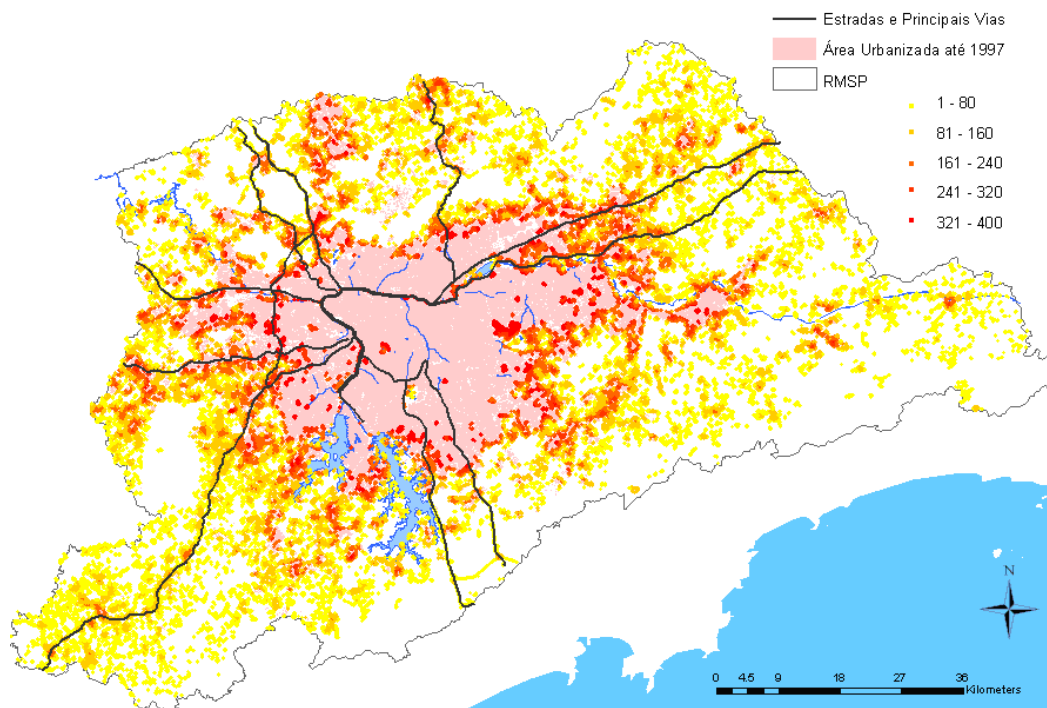 Estradas e Principais Vias
Área Urbanizada até 1997
RMSP
1 - 80
81 - 160
161 - 240
241 - 320
321 - 400
N
0 4.5 9 18 27 36
Kilometers